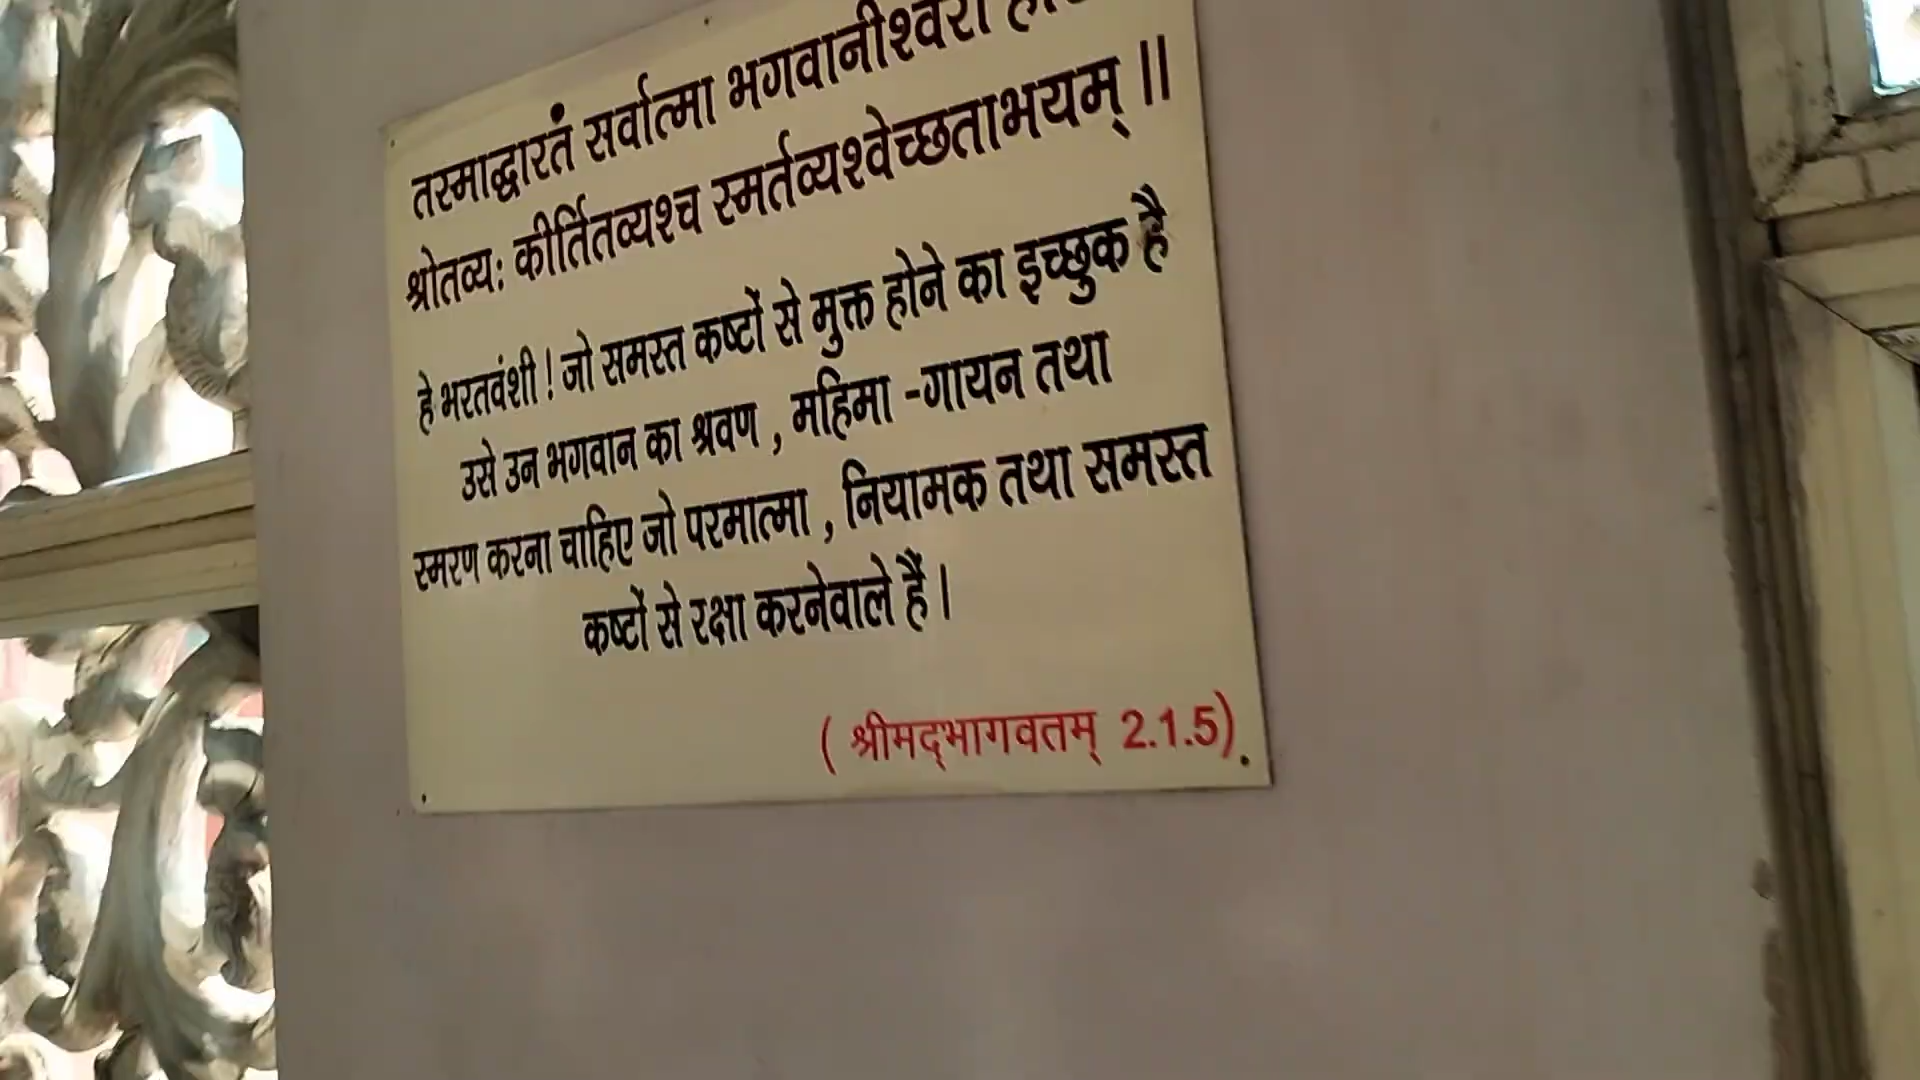 तस्माद्धारतं सर्वात्मा भगवानीश्वरो
श्रोतव्यः कीर्तितव्यश्च स्मर्तव्यश्वेच्छताभयम् ॥
हे भरतवंशी ! जो समस्त कष्टों से मुक्त होने का इच्छुक है
उसे उन भगवान का श्रवण , महिमा -गायन तथा
स्मरण करना चाहिए जो परमात्मा , नियामक तथा समस्त
कष्टों से रक्षा करनेवाले हैं ।
( श्रीमद्‌भागवतम् 2.1.5)